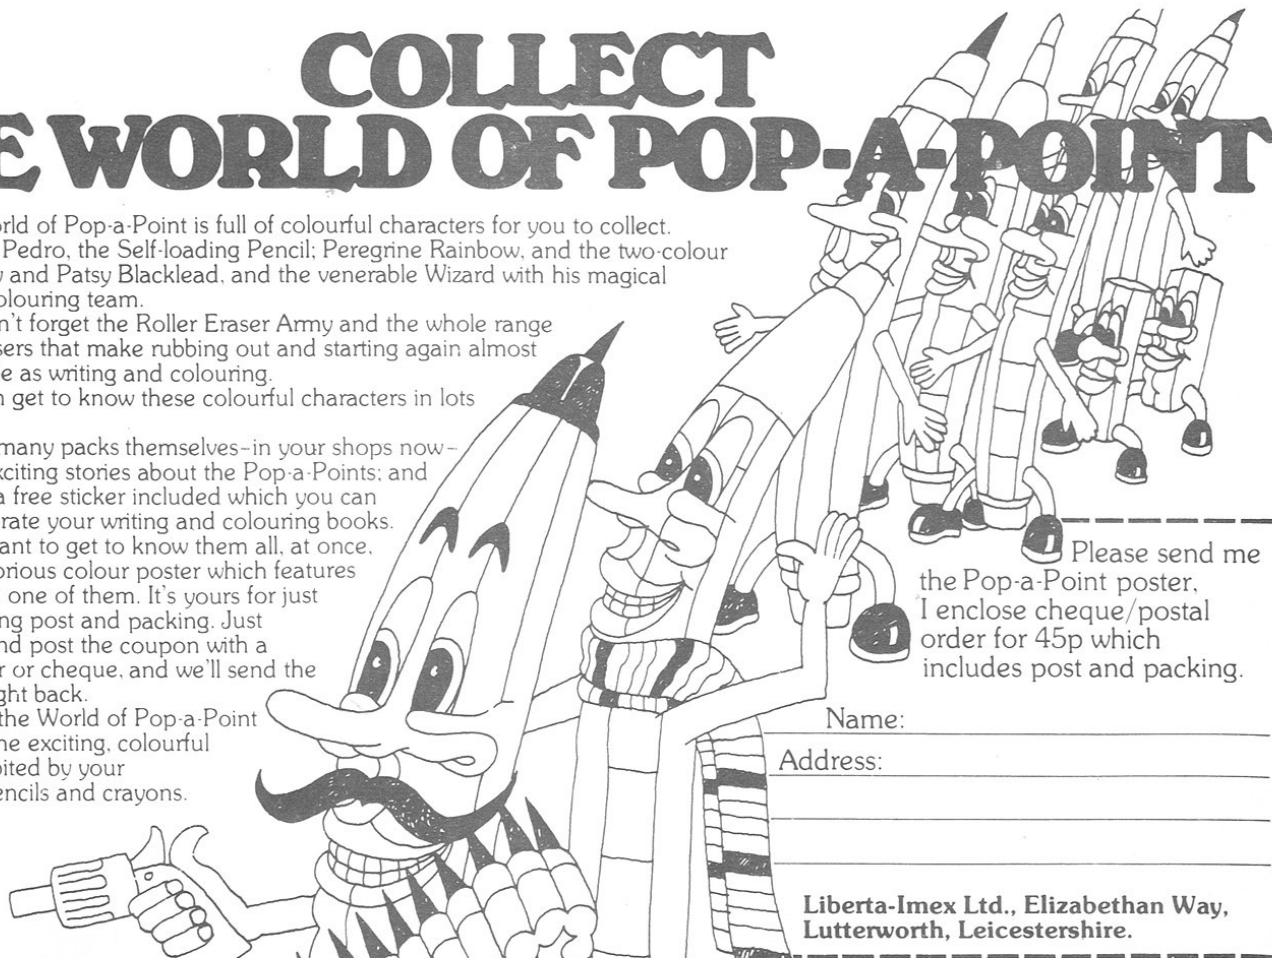 COLLECT
E WORLD OF POP-A-POINT
rld of Pop-a-Point is full of colourful characters for you to collect.
Pedro, the Self-loading Pencil; Peregrine Rainbow, and the two-colour
y and Patsy Blacklead, and the venerable Wizard with his magical
olouring team.
n't forget the Roller Eraser Army and the whole range
sers that make rubbing out and starting again almost
e as writing and colouring.
n get to know these colourful characters in lots
many packs themselves–in your shops now–
xciting stories about the Pop-a-Points; and
a free sticker included which you can
rate your writing and colouring books.
ant to get to know them all, at once,
orious colour poster which features
one of them. It's yours for just
ng post and packing. Just
nd post the coupon with a
r or cheque, and we'll send the
ght back.
the World of Pop-a-Point
ne exciting, colourful
bited by your
encils and crayons.
Please send me
the Pop-a-Point poster,
I enclose cheque/postal
order for 45p which
includes post and packing.
Name:
Address:
Liberta-Imex Ltd., Elizabethan Way,
Lutterworth, Leicestershire.